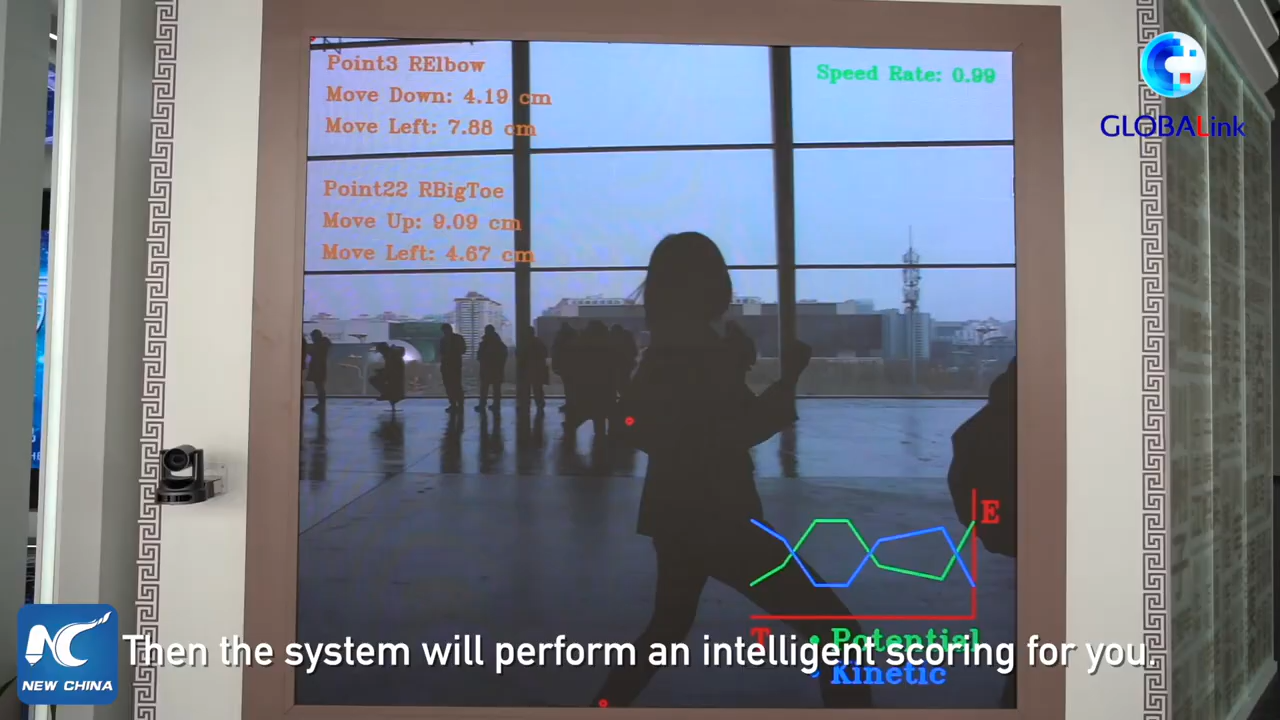 Point3 RElbow
Move Down: 4.19 cm
Move Left: 7.88 cm
Point22 RBigToe
Move Up: 9.09 cm
Move Left: 4.67 cm
Speed Rate: 0.99
GLOBALink
E
T
Potential
Kinetic
Then the system will perform an intelligent scoring for you.
NC
NEW CHINA